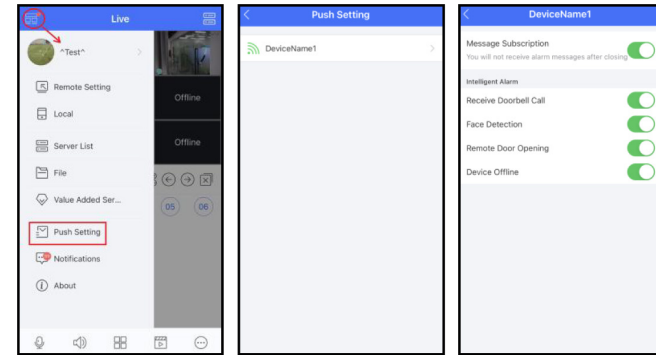 Live
^Test^
Remote Setting
Local
Server List
File
Value Added Ser...
Push Setting
Notifications
About
Offline
Offline
05
06
Push Setting
DeviceName1
DeviceName1
Message Subscription
You will not receive alarm messages after closing
Intelligent Alarm
Receive Doorbell Call
Face Detection
Remote Door Opening
Device Offline